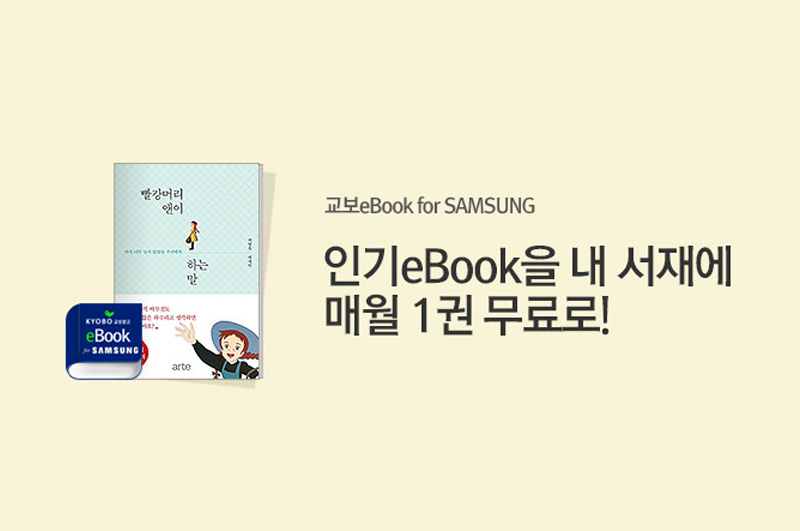 빨강머리
앤이
하는
말
arte
KYOBO 교보문고
eBook
for SAMSUNG
교보eBook for SAMSUNG
인기eBook을 내 서재에
매월 1권 무료로!